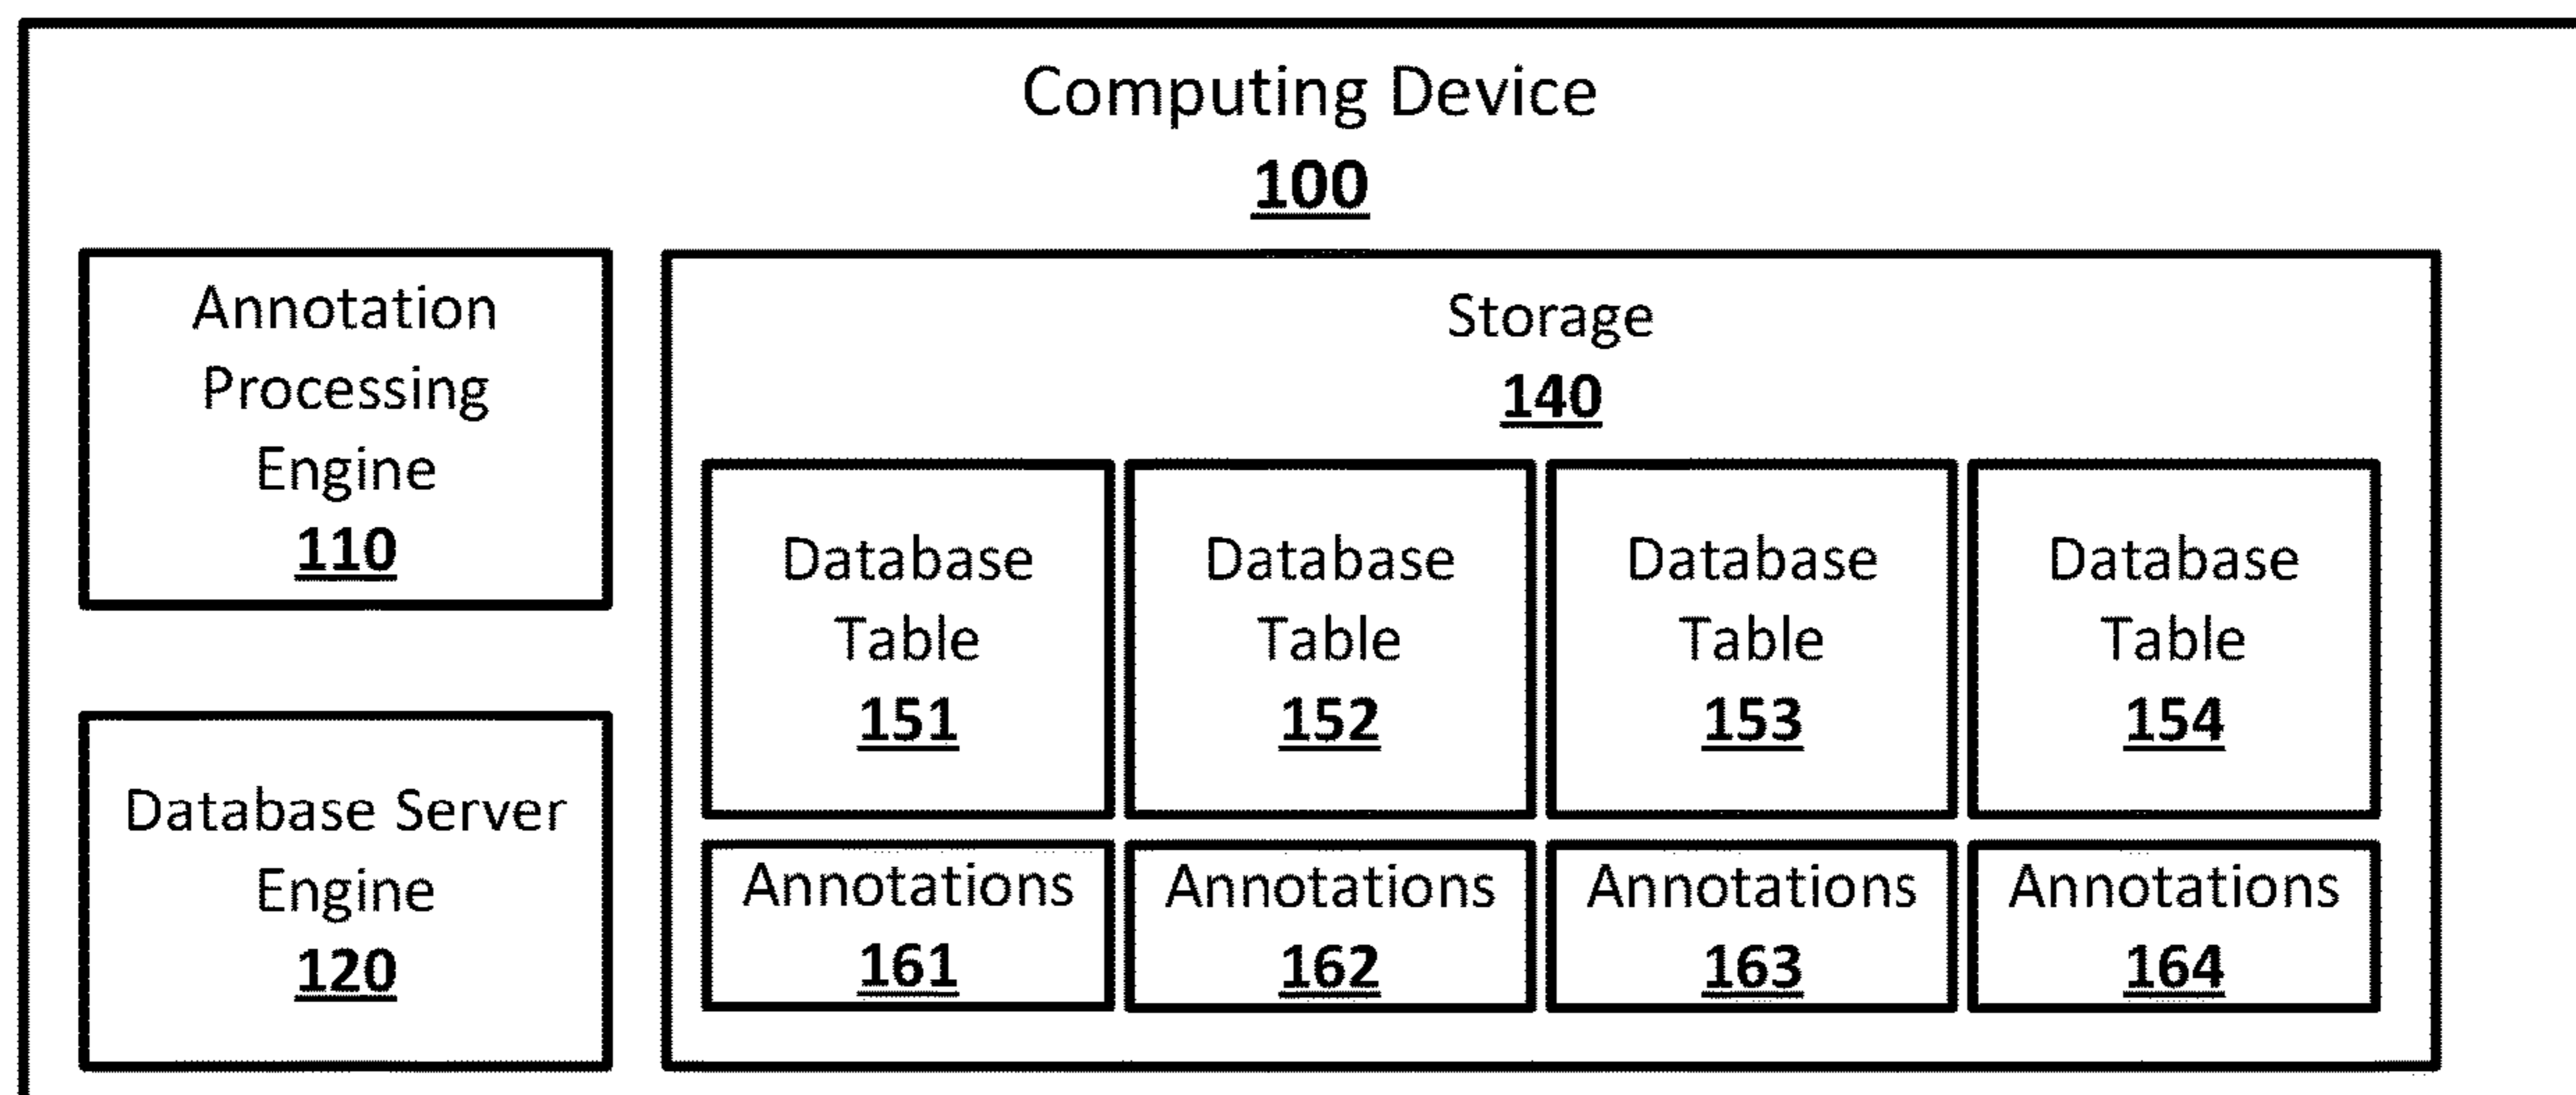 Computing Device
100
Annotation
Processing
Engine
110
Database Server
Engine
120
Storage
140
Database
Table
151
Database
Table
152
Database
Table
153
Database
Table
154
Annotations
161
Annotations
162
Annotations
163
Annotations
164